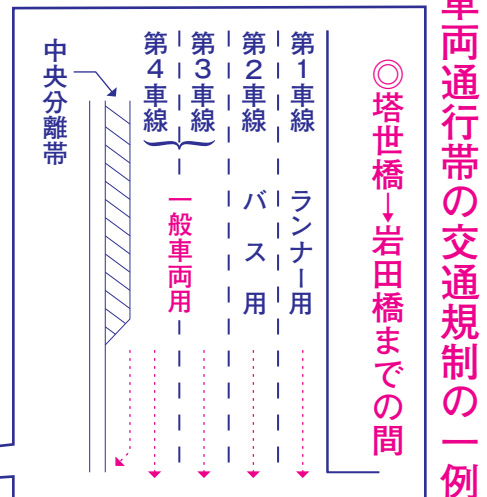 車両通行帯の交通規制の一例
◎塔世橋→岩田橋までの間
第1車線
ランナー用
第2車線
バス用
第3車線
第4車線
一般車両用
中央分離帯